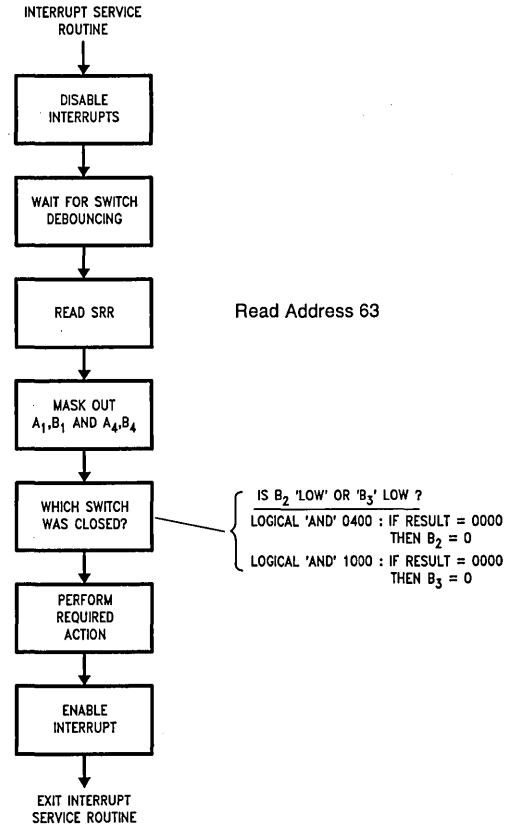 INTERRUPT SERVICE
ROUTINE
DISABLE
INTERRUPTS
WAIT FOR SWITCH
DEBOUNCING
READ SRR
Read Address 63
MASK OUT
A₁,B₁ AND A₄,B₄
WHICH SWITCH
WAS CLOSED?
IS B₂ 'LOW' OR 'B₃' LOW ?
LOGICAL 'AND' 0400 : IF RESULT = 0000
THEN B₂ = 0
LOGICAL 'AND' 1000 : IF RESULT = 0000
THEN B₃ = 0
PERFORM
REQUIRED
ACTION
ENABLE
INTERRUPT
EXIT INTERRUPT
SERVICE ROUTINE